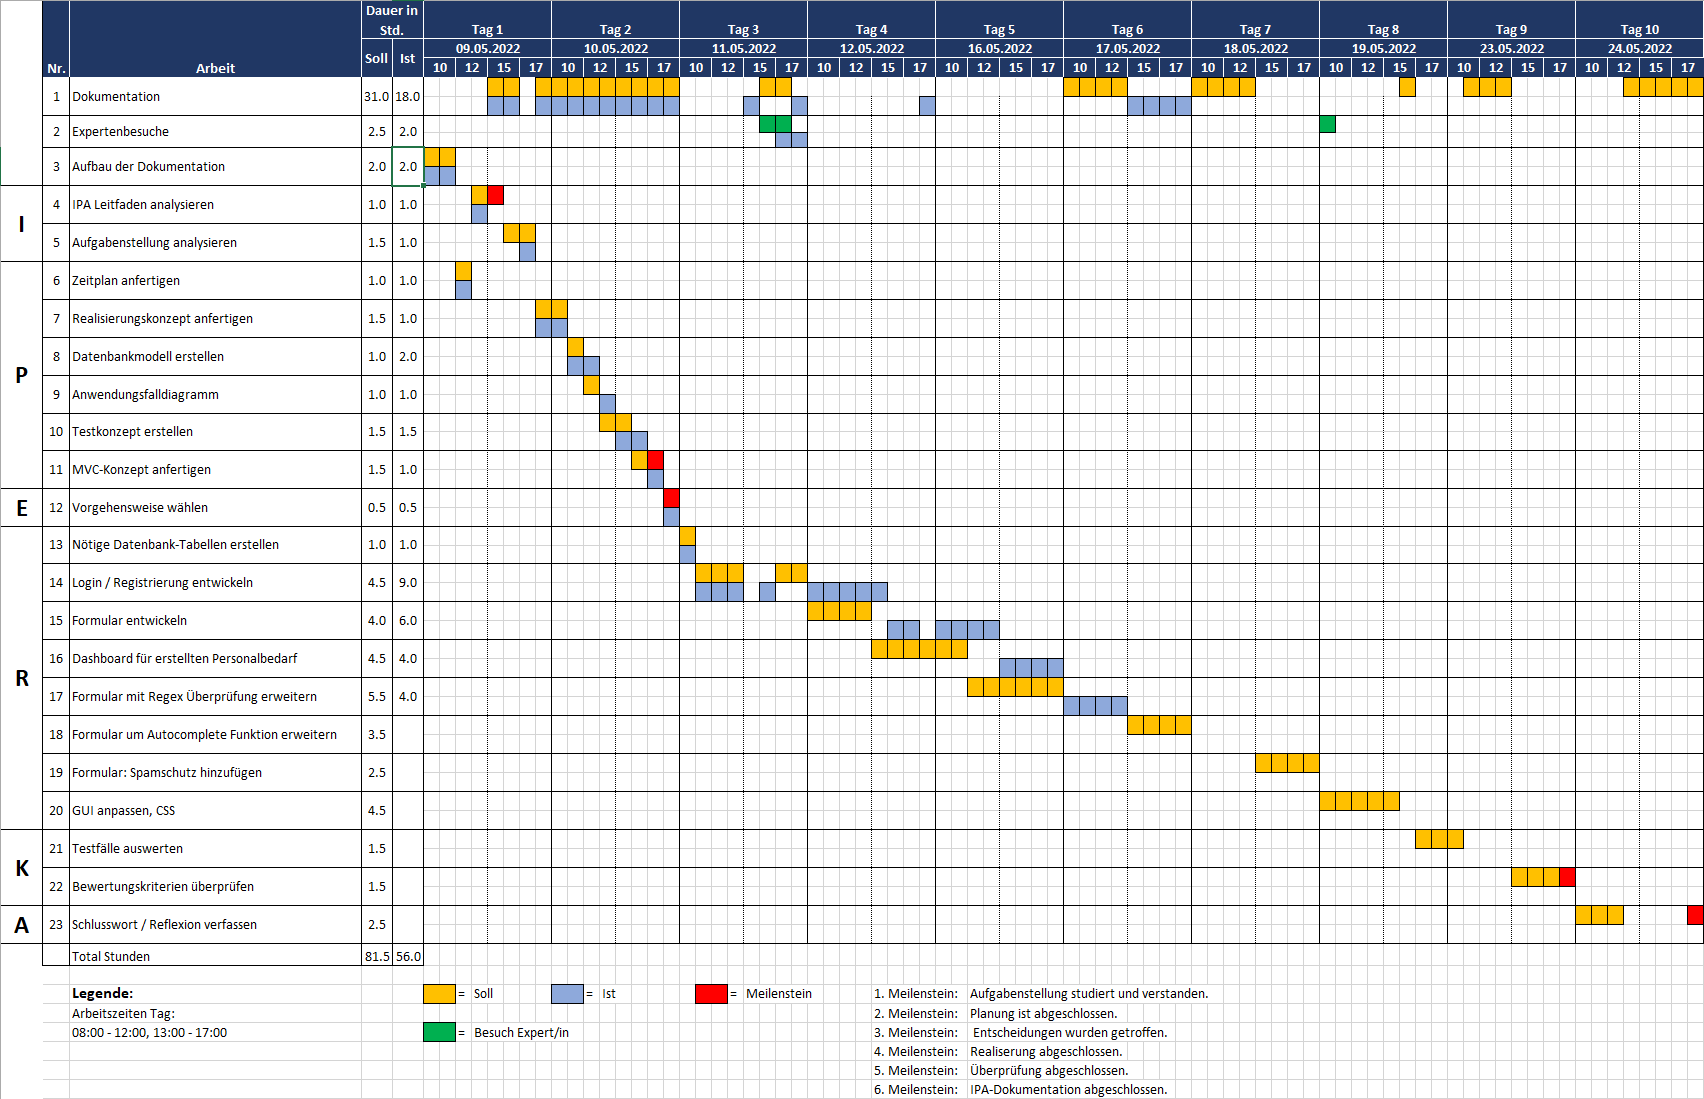 Dauer in Std.
Tag 1 Tag 2 Tag 3 Tag 4 Tag 5 Tag 6 Tag 7 Tag 8 Tag 9 Tag 10
09.05.2022 10.05.2022 11.05.2022 12.05.2022 16.05.2022 17.05.2022 18.05.2022 19.05.2022 23.05.2022 24.05.2022
Nr. Arbeit Soll Ist 10 12 15 17 10 12 15 17 10 12 15 17 10 12 15 17 10 12 15 17 10 12 15 17 10 12 15 17 10 12 15 17 10 12 15 17 10 12 15 17
1 Dokumentation 31.0 18.0
2 Expertenbesuche 2.5 2.0
3 Aufbau der Dokumentation 2.0 2.0
I
4 IPA Leitfaden analysieren 1.0 1.0
5 Aufgabenstellung analysieren 1.5 1.0
P
6 Zeitplan anfertigen 1.0 1.0
7 Realisierungskonzept anfertigen 1.5 1.0
8 Datenbankmodell erstellen 1.0 2.0
9 Anwendungsfalldiagramm 1.0 1.0
10 Testkonzept erstellen 1.5 1.5
11 MVC-Konzept anfertigen 1.5 1.0
E
12 Vorgehensweise wählen 0.5 0.5
R
13 Nötige Datenbank-Tabellen erstellen 1.0 1.0
14 Login / Registrierung entwickeln 4.5 9.0
15 Formular entwickeln 4.0 6.0
16 Dashboard für erstellten Personalbedarf 4.5 4.0
17 Formular mit Regex Überprüfung erweitern 5.5 4.0
18 Formular um Autocomplete Funktion erweitern 3.5
19 Formular: Spamschutz hinzufügen 2.5
20 GUI anpassen, CSS 4.5
K
21 Testfälle auswerten 1.5
22 Bewertungskriterien überprüfen 1.5
A
23 Schlusswort / Reflexion verfassen 2.5
Total Stunden 81.5 56.0
Legende: = Soll = Ist = Meilenstein 1. Meilenstein: Aufgabenstellung studiert und verstanden.
Arbeitszeiten Tag: 2. Meilenstein: Planung ist abgeschlossen.
08:00 - 12:00, 13:00 - 17:00 = Besuch Expert/in 3. Meilenstein: Entscheidungen wurden getroffen.
4. Meilenstein: Realiserung abgeschlossen.
5. Meilenstein: Überprüfung abgeschlossen.
6. Meilenstein: IPA-Dokumentation abgeschlossen.